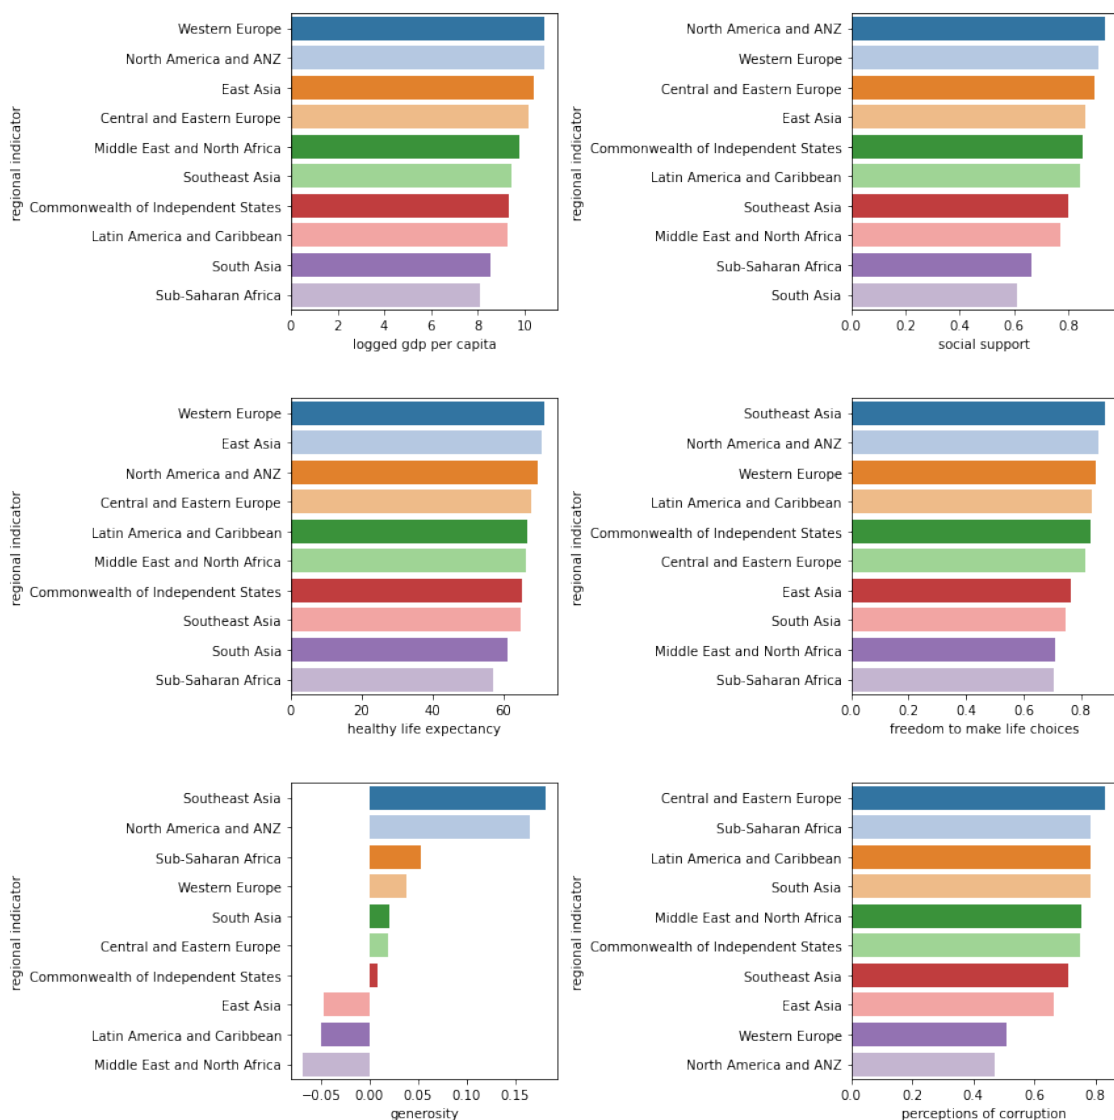 regional indicator
Western Europe
North America and ANZ
East Asia
Central and Eastern Europe
Middle East and North Africa
Southeast Asia
Commonwealth of Independent States
Latin America and Caribbean
South Asia
Sub-Saharan Africa
0 2 4 6 8 10
logged gdp per capita
regional indicator
North America and ANZ
Western Europe
Central and Eastern Europe
East Asia
Commonwealth of Independent States
Latin America and Caribbean
Southeast Asia
Middle East and North Africa
Sub-Saharan Africa
South Asia
0.0 0.2 0.4 0.6 0.8
social support
regional indicator
Western Europe
East Asia
North America and ANZ
Central and Eastern Europe
Latin America and Caribbean
Middle East and North Africa
Commonwealth of Independent States
Southeast Asia
South Asia
Sub-Saharan Africa
0 20 40 60
healthy life expectancy
regional indicator
Southeast Asia
North America and ANZ
Western Europe
Latin America and Caribbean
Commonwealth of Independent States
Central and Eastern Europe
East Asia
South Asia
Middle East and North Africa
Sub-Saharan Africa
0.0 0.2 0.4 0.6 0.8
freedom to make life choices
regional indicator
Southeast Asia
North America and ANZ
Sub-Saharan Africa
Western Europe
South Asia
Central and Eastern Europe
Commonwealth of Independent States
East Asia
Latin America and Caribbean
Middle East and North Africa
−0.05 0.00 0.05 0.10 0.15
generosity
regional indicator
Central and Eastern Europe
Sub-Saharan Africa
Latin America and Caribbean
South Asia
Middle East and North Africa
Commonwealth of Independent States
Southeast Asia
East Asia
Western Europe
North America and ANZ
0.0 0.2 0.4 0.6 0.8
perceptions of corruption